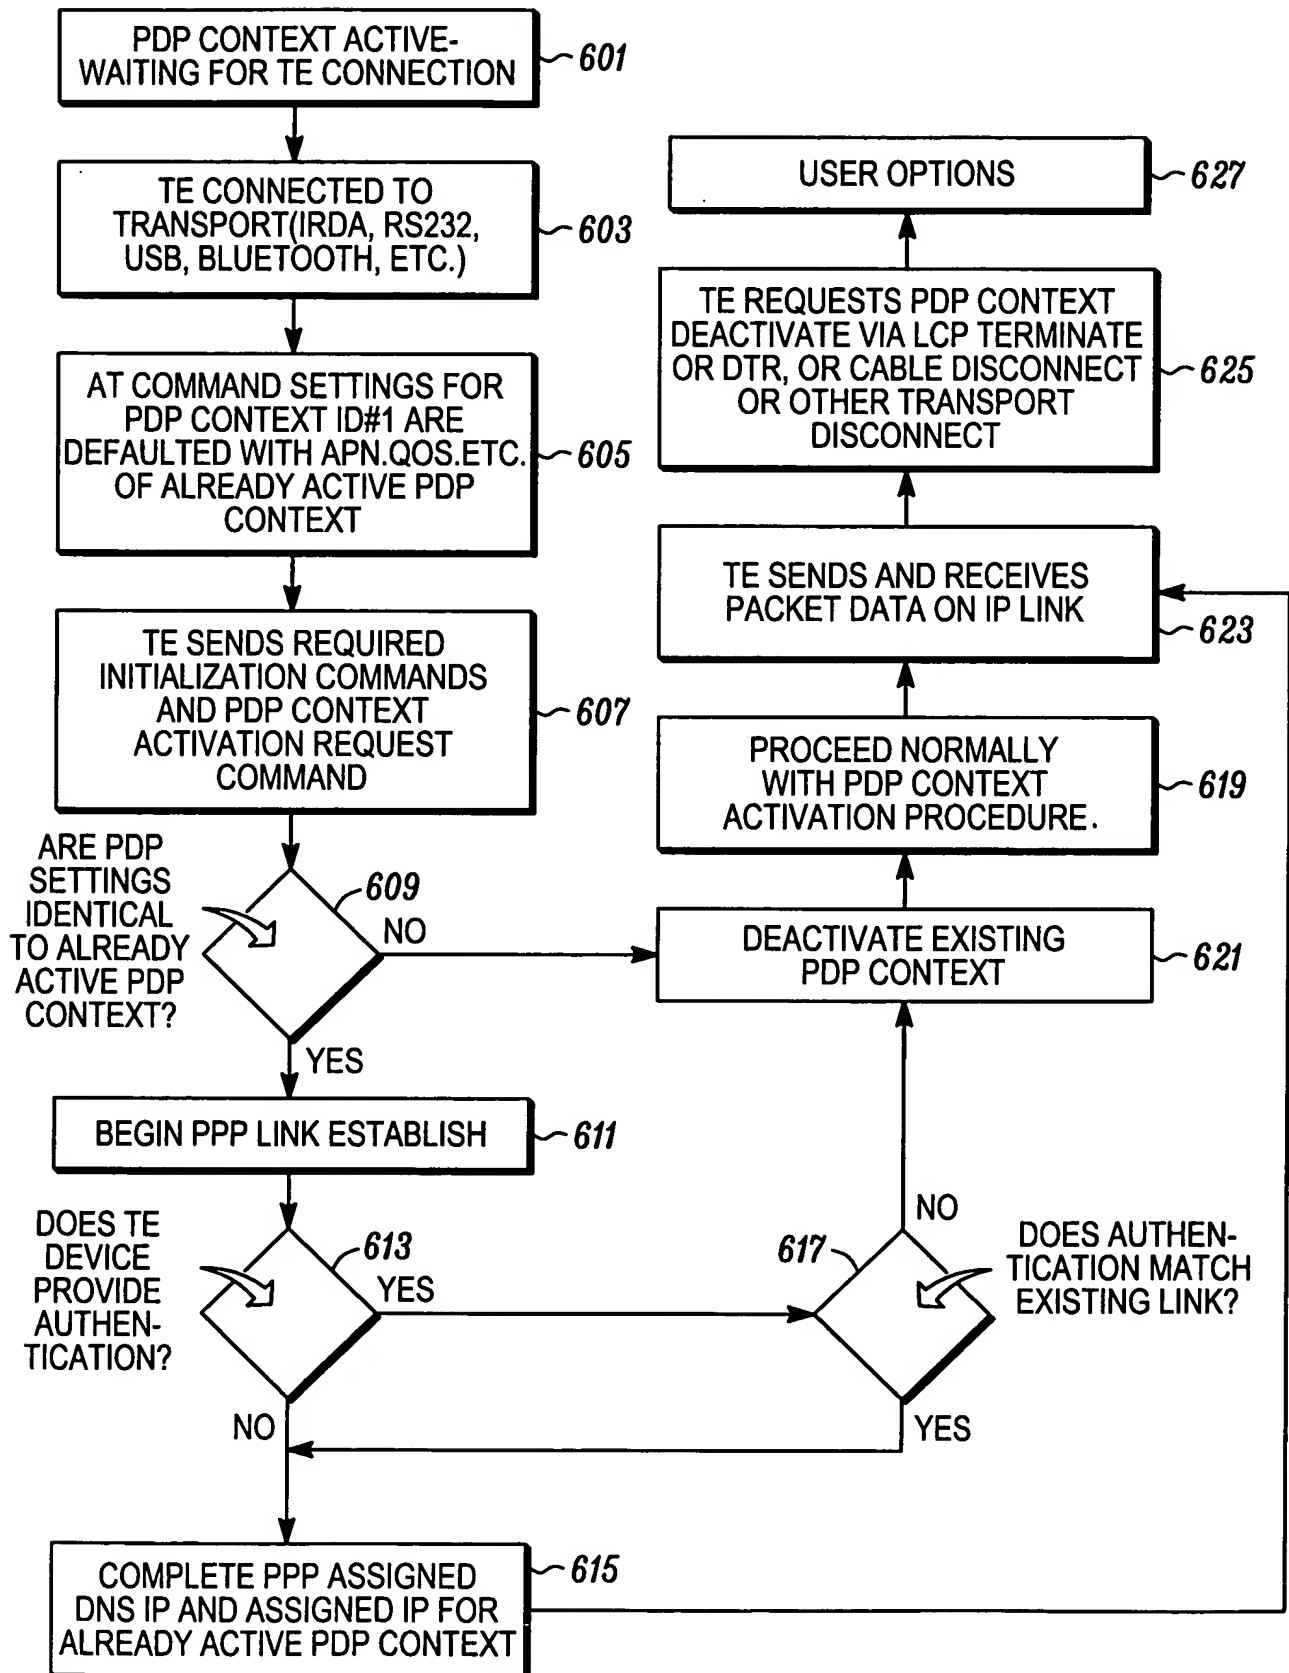 PDP CONTEXT ACTIVE-
WAITING FOR TE CONNECTION
601
TE CONNECTED TO
TRANSPORT(IRDA, RS232,
USB, BLUETOOTH, ETC.)
603
AT COMMAND SETTINGS FOR
PDP CONTEXT ID#1 ARE
DEFAULTED WITH APN.QOS.ETC.
OF ALREADY ACTIVE PDP
CONTEXT
605
TE SENDS REQUIRED
INITIALIZATION COMMANDS
AND PDP CONTEXT
ACTIVATION REQUEST
COMMAND
607
ARE PDP
SETTINGS
IDENTICAL
TO ALREADY
ACTIVE PDP
CONTEXT?
609
NO
YES
BEGIN PPP LINK ESTABLISH
611
DOES TE
DEVICE
PROVIDE
AUTHEN-
TICATION?
613
YES
NO
COMPLETE PPP ASSIGNED
DNS IP AND ASSIGNED IP FOR
ALREADY ACTIVE PDP CONTEXT
615
USER OPTIONS
627
TE REQUESTS PDP CONTEXT
DEACTIVATE VIA LCP TERMINATE
OR DTR, OR CABLE DISCONNECT
OR OTHER TRANSPORT
DISCONNECT
625
TE SENDS AND RECEIVES
PACKET DATA ON IP LINK
623
PROCEED NORMALLY
WITH PDP CONTEXT
ACTIVATION PROCEDURE.
619
DEACTIVATE EXISTING
PDP CONTEXT
621
NO
617
DOES AUTHEN-
TICATION MATCH
EXISTING LINK?
YES